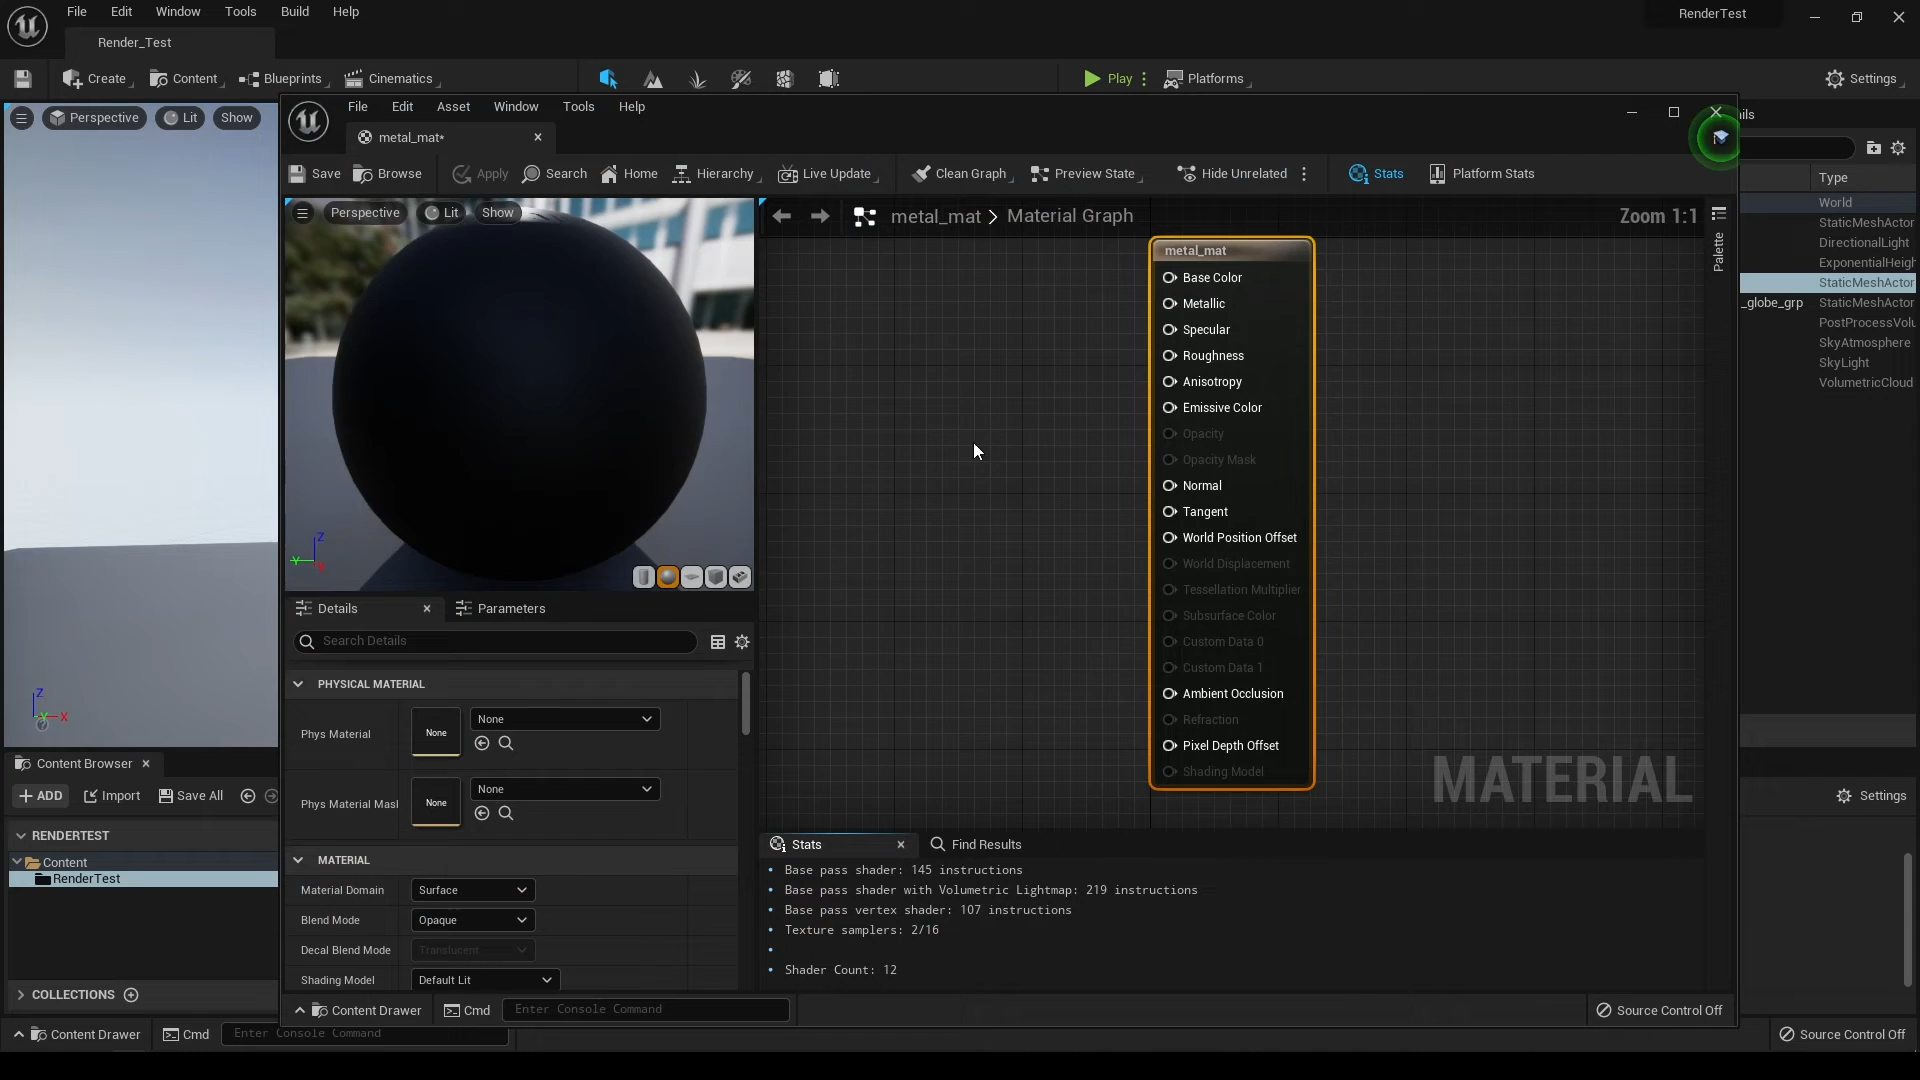 File Edit Window Tools Build Help
RenderTest
Render_Test
Create Content Blueprints Cinematics Play Platforms Settings
File Edit Asset Window Tools Help
Perspective Lit Show
metal_mat*
Save Browse Apply Search Home Hierarchy Live Update Clean Graph Preview State Hide Unrelated Stats Platform Stats
Type
World
StaticMeshActor
DirectionalLight
ExponentialHeigh
StaticMeshActor
_globe_grp StaticMeshActor
PostProcessVolu
SkyAtmosphere
SkyLight
VolumetricCloud
Perspective Lit Show
metal_mat > Material Graph
Zoom 1:1
Palette
metal_mat
Base Color
Metallic
Specular
Roughness
Anisotropy
Emissive Color
Opacity
Opacity Mask
Normal
Tangent
World Position Offset
World Displacement
Tessellation Multiplier
Subsurface Color
Custom Data 0
Custom Data 1
Ambient Occlusion
Refraction
Pixel Depth Offset
Shading Model
MATERIAL
Details Parameters
Search Details
PHYSICAL MATERIAL
Phys Material None None
Phys Material Mask None None
MATERIAL
Material Domain Surface
Blend Mode Opaque
Decal Blend Mode Translucent
Shading Model Default Lit
Stats Find Results
Base pass shader: 145 instructions
Base pass shader with Volumetric Lightmap: 219 instructions
Base pass vertex shader: 107 instructions
Texture samplers: 2/16
Shader Count: 12
Content Drawer Cmd Enter Console Command Source Control Off
Content Browser
ADD Import Save All Settings
RENDERTEST
Content
RenderTest
COLLECTIONS
Content Drawer Cmd Enter Console Command Source Control Off